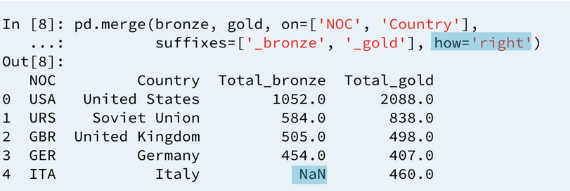 In [8]: pd.merge(bronze, gold, on=['NOC', 'Country'],
   ...:          suffixes=['_bronze', '_gold'], how='right')
Out[8]:
   NOC         Country  Total_bronze  Total_gold
0  USA   United States        1052.0      2088.0
1  URS    Soviet Union         584.0       838.0
2  GBR  United Kingdom         505.0       498.0
3  GER         Germany         454.0       407.0
4  ITA           Italy           NaN       460.0